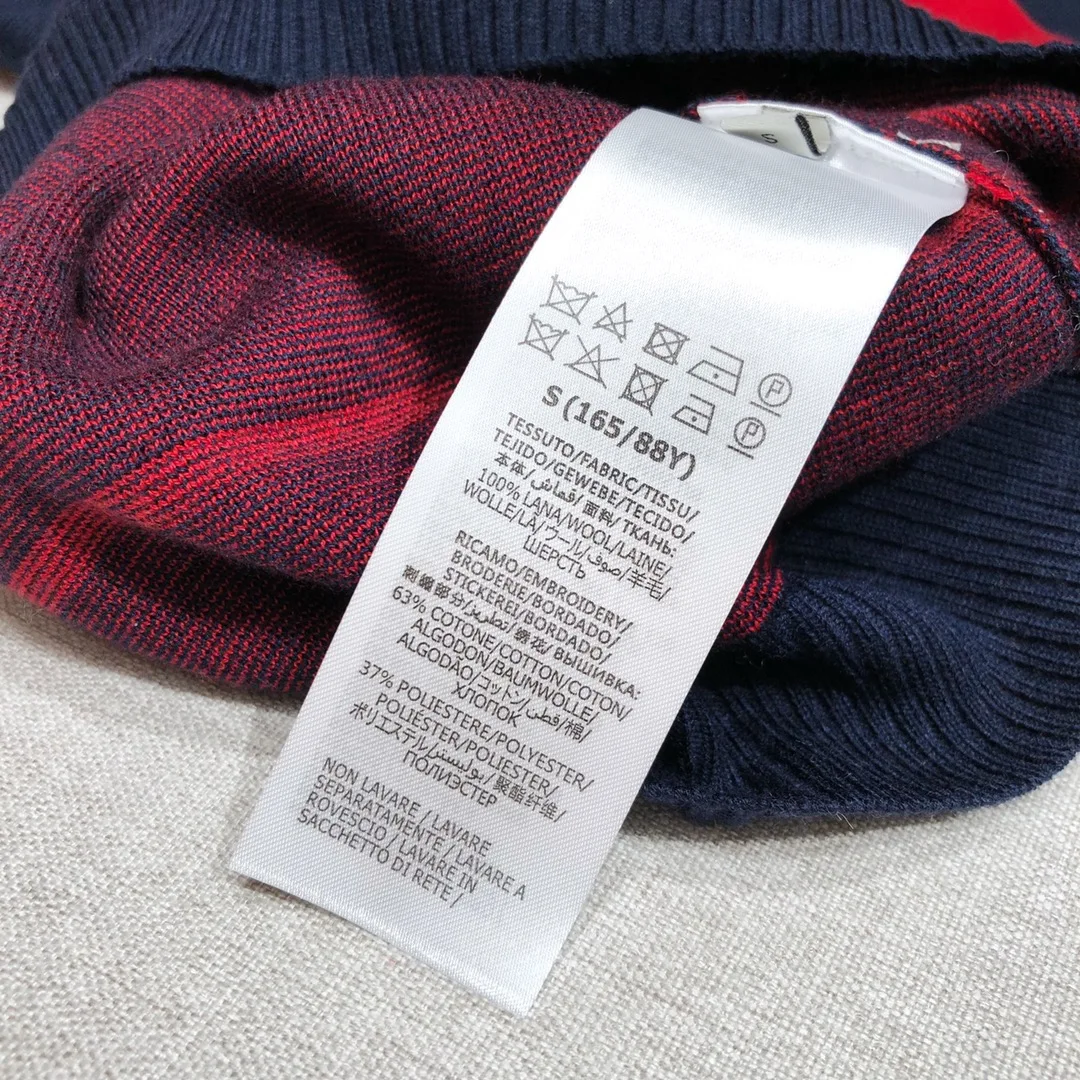 S
P
P
S (165/88Y)
TESSUTO/FABRIC/TISSU/
TEJIDO/GEWEBE/TECIDO/
本体/قماش/面料/ТКАНЬ:
100% LANA/WOOL/LAINE/
WOLLE/LÃ/ウール/صوف/羊毛/
ШЕРСТЬ
RICAMO/EMBROIDERY/
BRODERIE/BORDADO/
STICKEREI/BORDADO/
刺繍部分/تطريز/绣花/ВЫШИВКА:
63% COTONE/COTTON/COTON/
ALGODON/BAUMWOLLE/
ALGODÃO/コットン/قطن/棉/
ХЛОПОК
37% POLIESTERE/POLYESTER/
POLIESTER/POLIESTER/
ポリエステル/بوليستر/聚酯纤维/
ПОЛИЭСТЕР
NON LAVARE / LAVARE
SEPARATAMENTE / LAVARE A
ROVESCIO / LAVARE IN
SACCHETTO DI RETE /